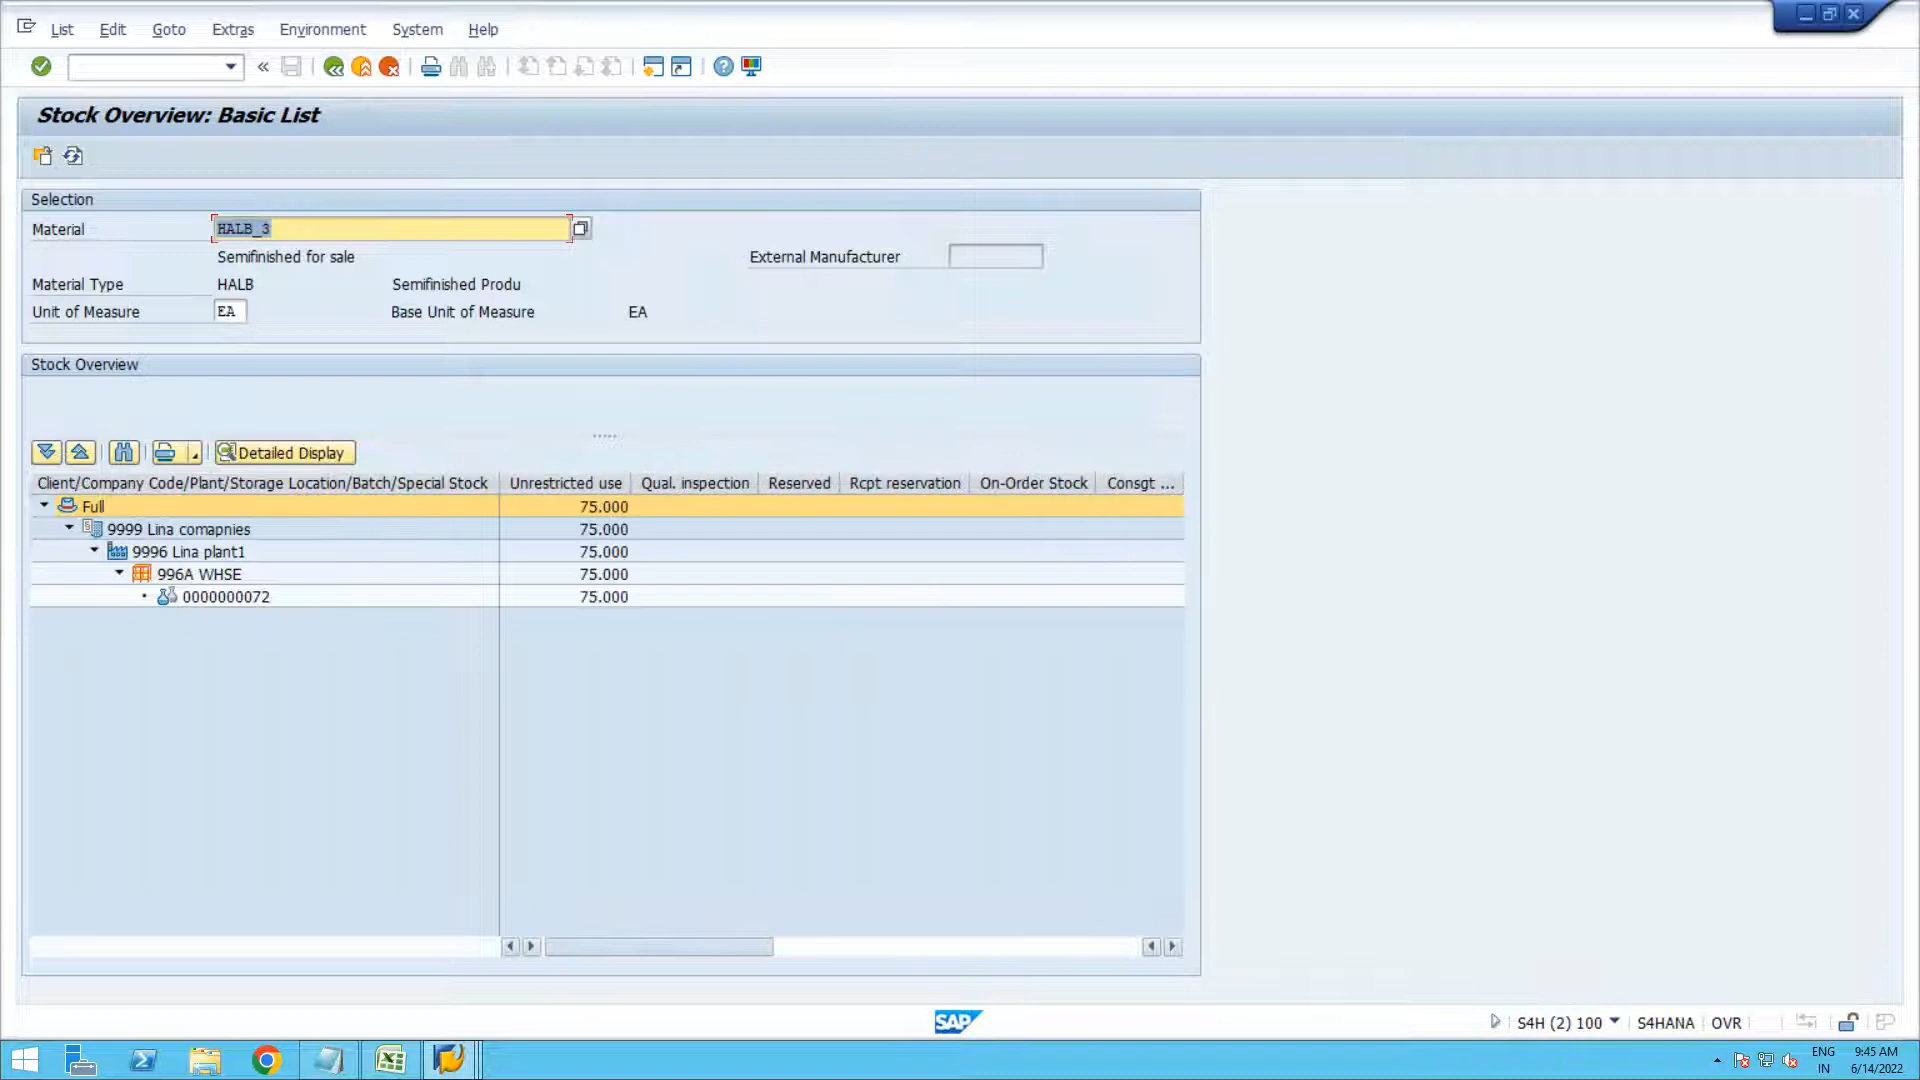 List Edit Goto Extras Environment System Help
Stock Overview: Basic List
Selection
Material HALB_3
Semifinished for sale External Manufacturer
Material Type HALB Semifinished Produ
Unit of Measure EA Base Unit of Measure EA
Stock Overview
Detailed Display
Client/Company Code/Plant/Storage Location/Batch/Special Stock Unrestricted use Qual. inspection Reserved Rcpt reservation On-Order Stock Consgt ...
Full 75.000
9999 Lina comapnies 75.000
9996 Lina plant1 75.000
996A WHSE 75.000
0000000072 75.000
SAP S4H (2) 100 S4HANA OVR
ENG 9:45 AM
IN 6/14/2022